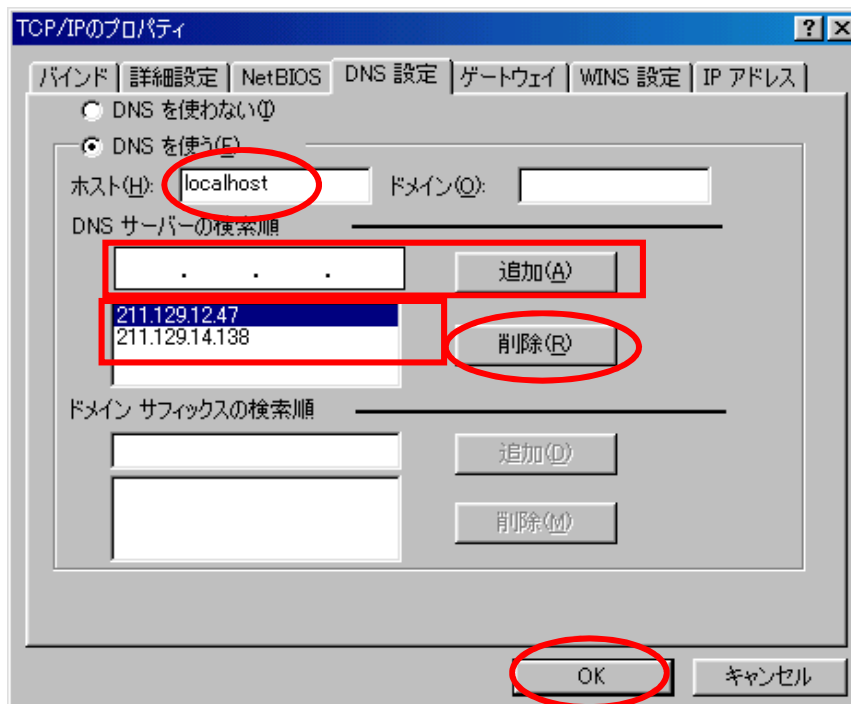 TCP/IPのプロパティ
バインド 詳細設定 NetBIOS DNS 設定 ゲートウェイ WINS 設定 IP アドレス
DNS を使わない(I)
DNS を使う(E)
ホスト(H): localhost ドメイン(O):
DNS サーバーの検索順
. . . 追加(A)
211.129.12.47
211.129.14.138
削除(R)
ドメイン サフィックスの検索順
追加(D)
削除(M)
OK キャンセル